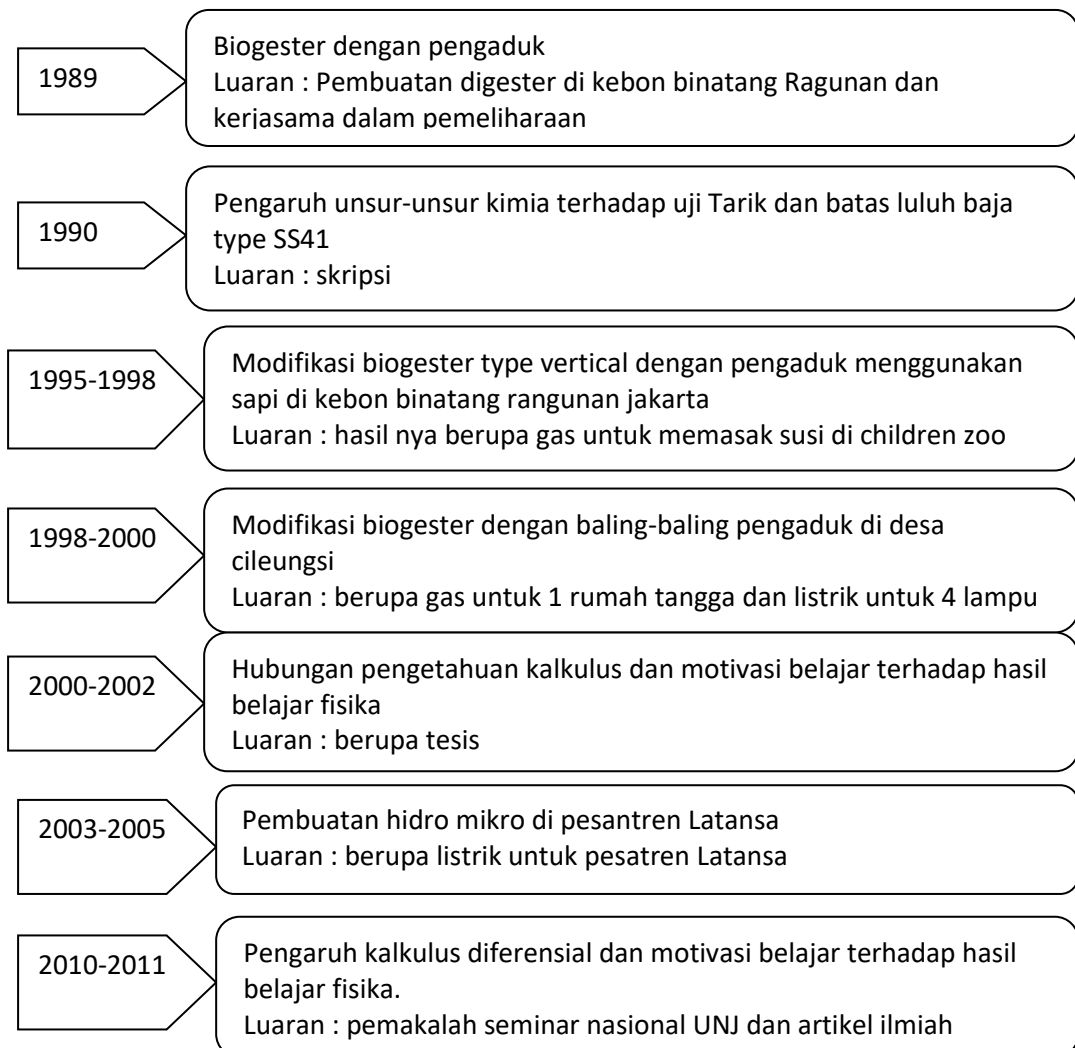 1989
Biogester dengan pengaduk
Luaran : Pembuatan digester di kebon binatang Ragunan dan
kerjasama dalam pemeliharaan
1990
Pengaruh unsur-unsur kimia terhadap uji Tarik dan batas luluh baja
type SS41
Luaran : skripsi
1995-1998
Modifikasi biogester type vertical dengan pengaduk menggunakan
sapi di kebon binatang rangunan jakarta
Luaran : hasil nya berupa gas untuk memasak susi di children zoo
1998-2000
Modifikasi biogester dengan baling-baling pengaduk di desa
cileungsi
Luaran : berupa gas untuk 1 rumah tangga dan listrik untuk 4 lampu
2000-2002
Hubungan pengetahuan kalkulus dan motivasi belajar terhadap hasil
belajar fisika
Luaran : berupa tesis
2003-2005
Pembuatan hidro mikro di pesantren Latansa
Luaran : berupa listrik untuk pesatren Latansa
2010-2011
Pengaruh kalkulus diferensial dan motivasi belajar terhadap hasil
belajar fisika.
Luaran : pemakalah seminar nasional UNJ dan artikel ilmiah